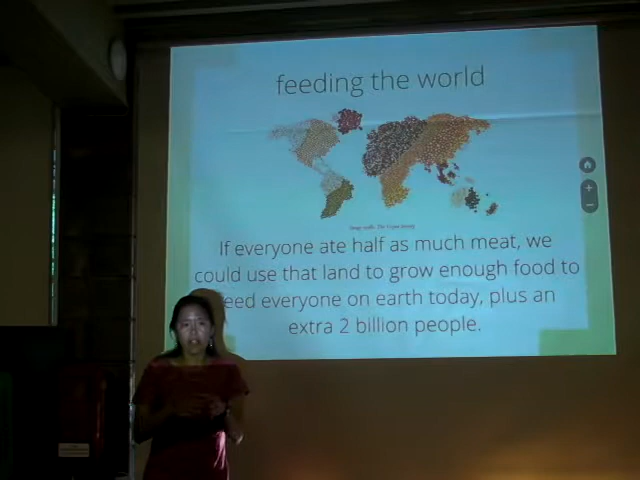 feeding the world
If everyone ate half as much meat, we
could use that land to grow enough food to
eed everyone on earth today, plus an
extra 2 billion people.